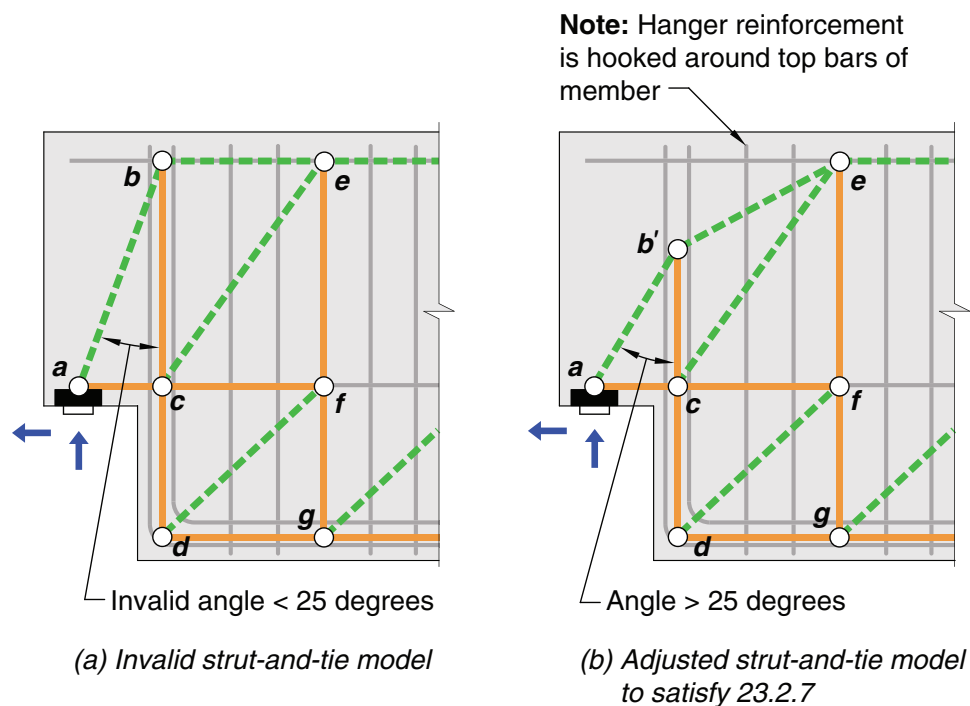 Note: Hanger reinforcement
is hooked around top bars of
member
b
e
a
c
f
d
g
Invalid angle < 25 degrees
(a) Invalid strut-and-tie model
e
b'
a
c
f
d
g
Angle > 25 degrees
(b) Adjusted strut-and-tie model
to satisfy 23.2.7